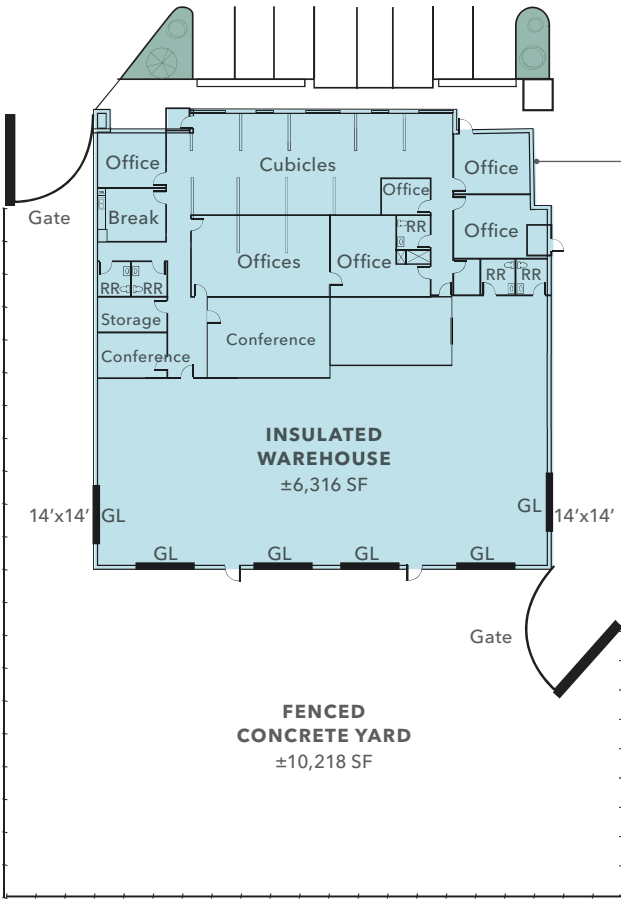 Office
Cubicles
Office
Office
Gate
Break
RR
Office
Offices
Office
RR
RR
RR
RR
Storage
Conference
Conference
INSULATED
WAREHOUSE
±6,316 SF
14’x14’
GL
GL
14’x14’
GL
GL
GL
GL
Gate
FENCED
CONCRETE YARD
±10,218 SF